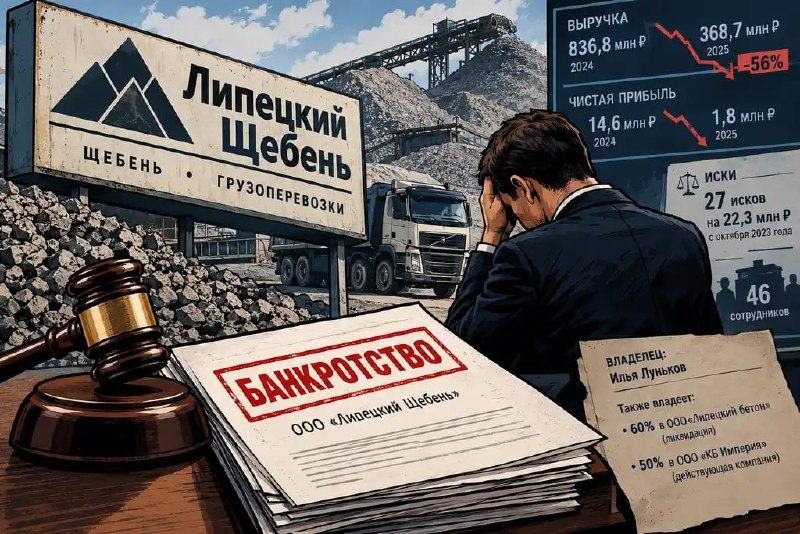 Липецкий
Щебень
ЩЕБЕНЬ • ГРУЗОПЕРЕВОЗКИ
ВЫРУЧКА
836,8 млн ₽ 368,7 млн ₽
2024 2025
-56%
ЧИСТАЯ ПРИБЫЛЬ
14,6 млн ₽ 1,8 млн ₽
2024 2025
ИСКИ
27 исков
на 22,3 млн ₽
с октября 2023 года
46
сотрудников
БАНКРОТСТВО
ООО «Липецкий Щебень»
ВЛАДЕЛЕЦ:
Илья Луньков
Также владеет:
• 60% в ООО «Липецкий бетон»
(ликвидация)
• 50% в ООО «КБ Империя»
(действующая компания)